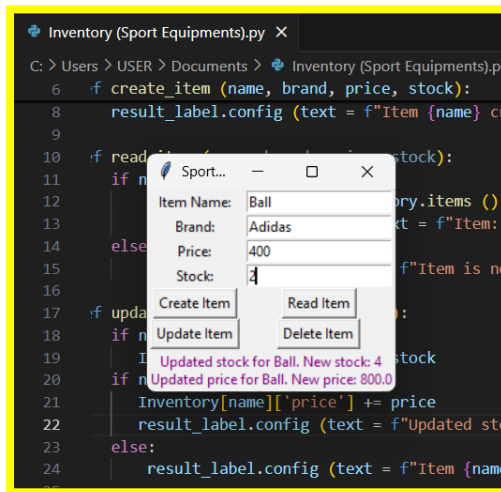 Inventory (Sport Equipments).py ×
C: > Users > USER > Documents > Inventory (Sport Equipments).p
6 f create_item (name, brand, price, stock):
8 result_label.config (text = f"Item {name} c
9
10 f read stock):
11 if n
12 ry.items ()
13 xt = f"Item:
14 else
15 f"Item is n
16
17 f upda ):
18 if n
19 I stock
20 if n
21 Inventory[name]['price'] += price
22 result_label.config (text = f"Updated sto
23 else:
24 result_label.config (text = f"Item {name
Sport...
Item Name: Ball
Brand: Adidas
Price: 400
Stock: 2
Create Item Read Item
Update Item Delete Item
Updated stock for Ball. New stock: 4
Updated price for Ball. New price: 800.0